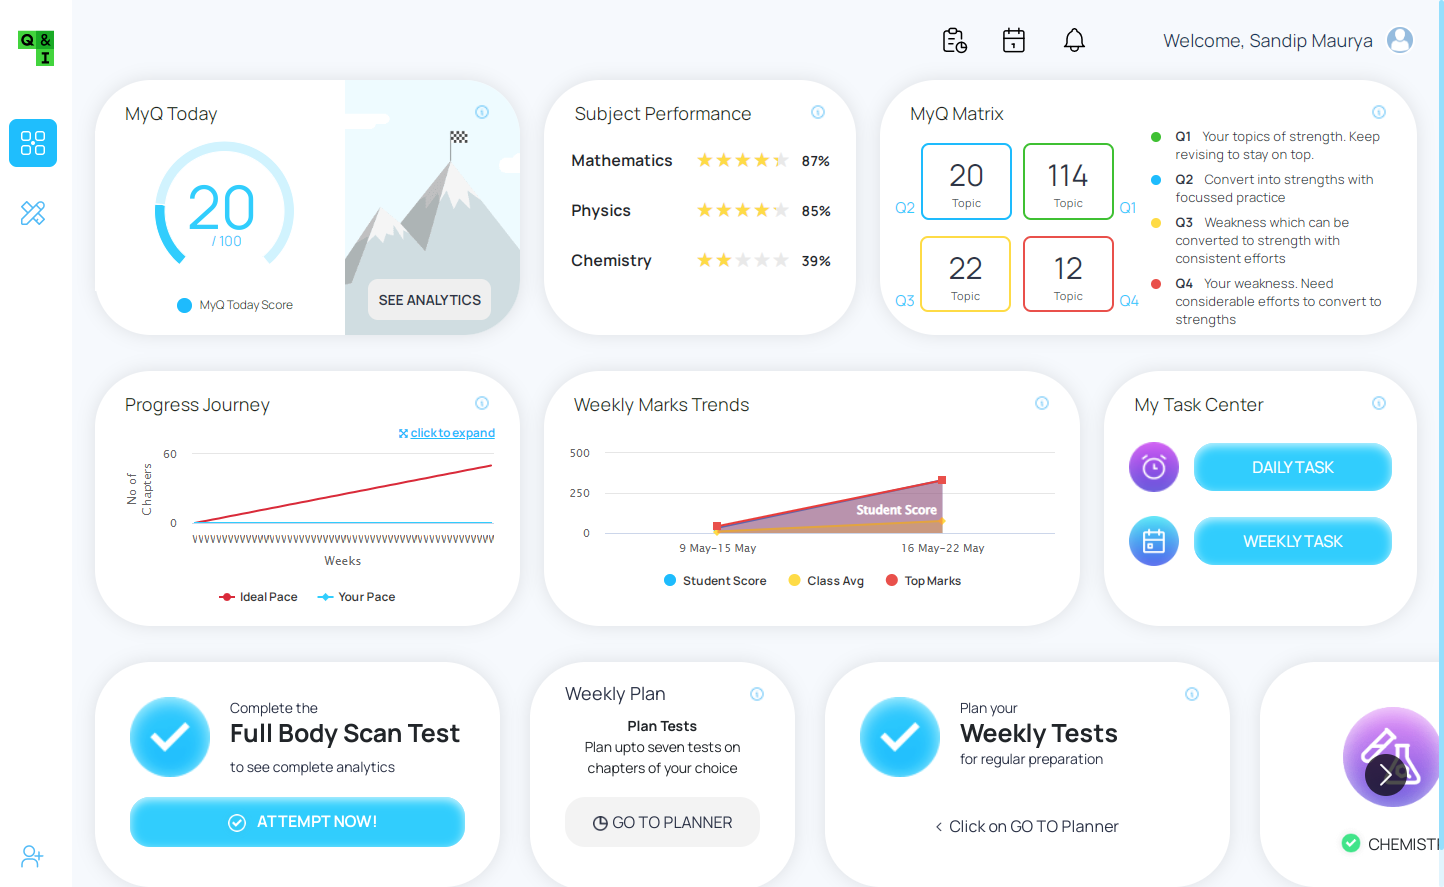 Q &
I
Welcome, Sandip Maurya
MyQ Today
20
/ 100
MyQ Today Score
SEE ANALYTICS
Subject Performance
Mathematics 87%
Physics 85%
Chemistry 39%
MyQ Matrix
Q2 20 Topic
114 Topic Q1
Q3 22 Topic
12 Topic Q4
Q1 Your topics of strength. Keep
revising to stay on top.
Q2 Convert into strengths with
focussed practice
Q3 Weakness which can be
converted to strength with
consistent efforts
Q4 Your weakness. Need
considerable efforts to convert to
strengths
Progress Journey
click to expand
No of
Chapters
60
0
Weeks
Ideal Pace Your Pace
Weekly Marks Trends
500
250
0
Student Score
9 May-15 May 16 May-22 May
Student Score Class Avg Top Marks
My Task Center
DAILY TASK
WEEKLY TASK
Complete the
Full Body Scan Test
to see complete analytics
ATTEMPT NOW!
Weekly Plan
Plan Tests
Plan upto seven tests on
chapters of your choice
GO TO PLANNER
Plan your
Weekly Tests
for regular preparation
< Click on GO TO Planner
CHEMIST